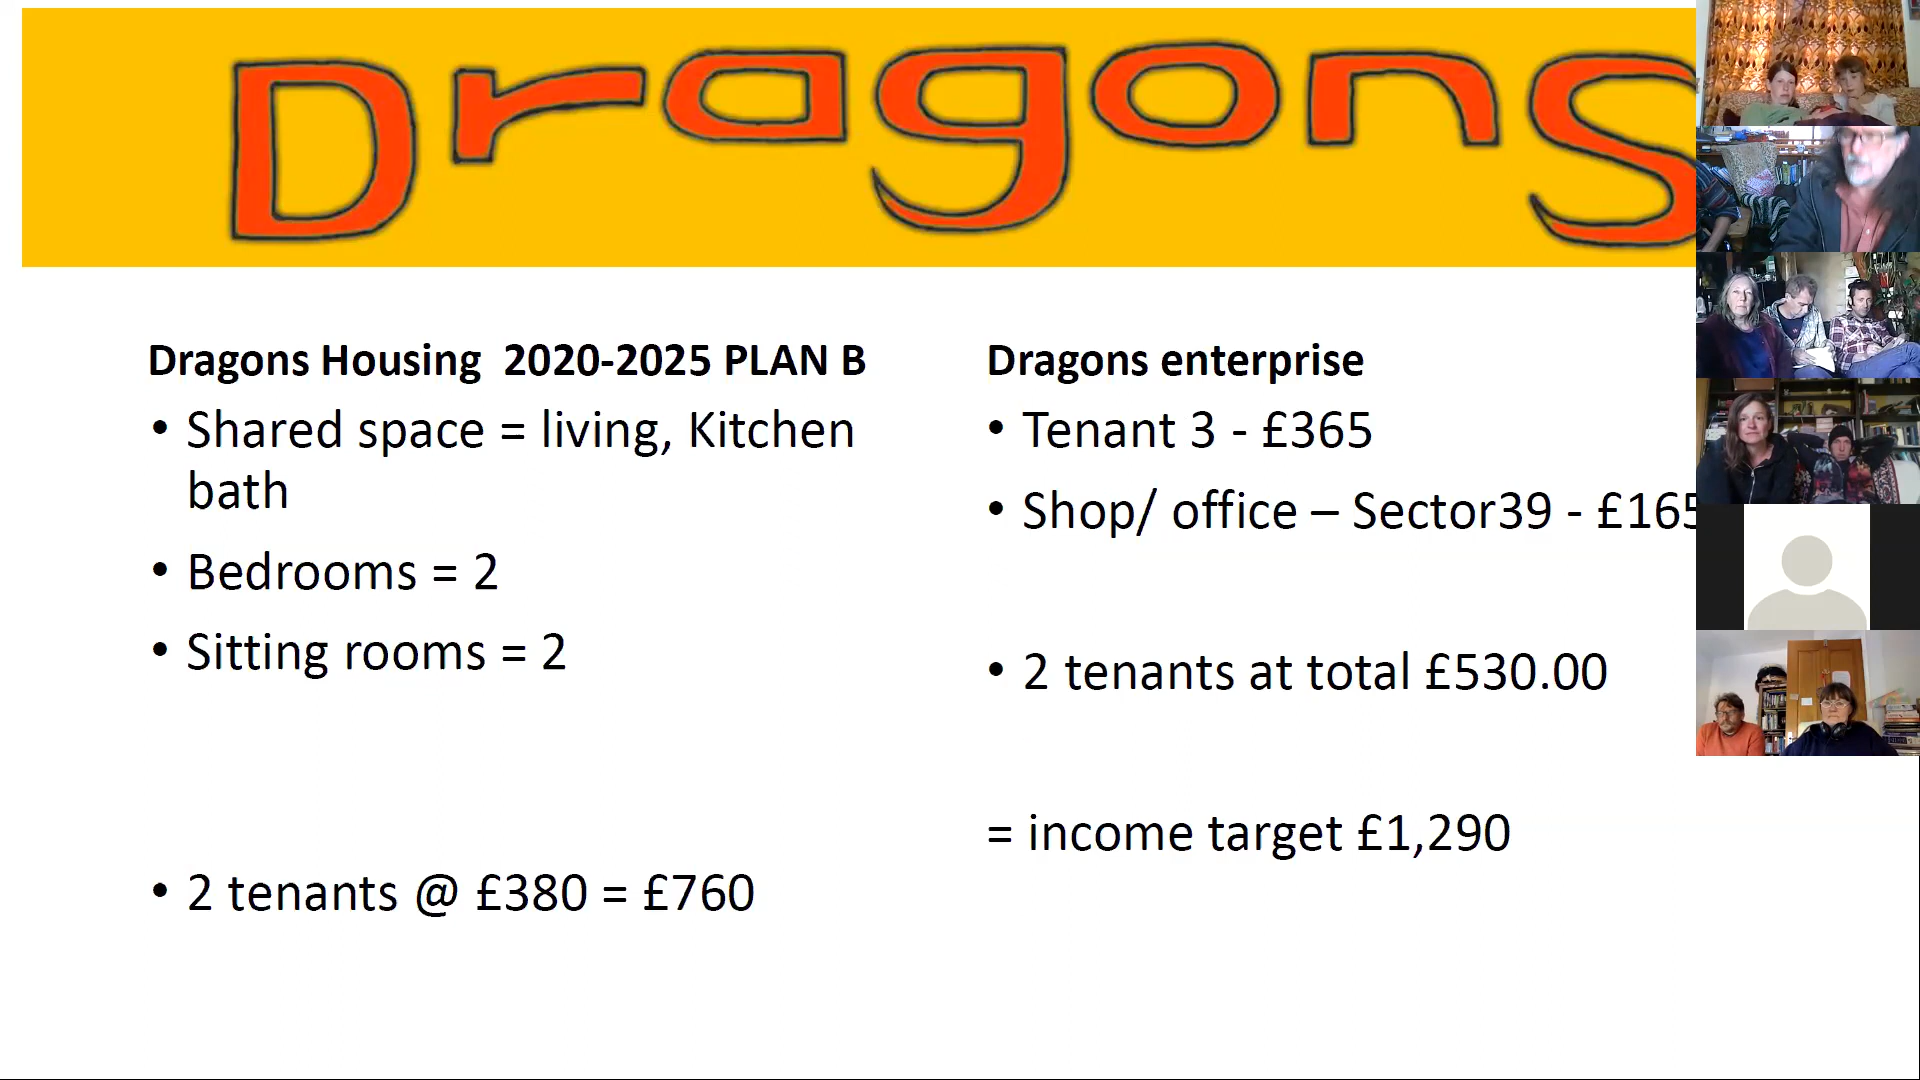 Dragons
Dragons Housing 2020-2025 PLAN B
• Shared space = living, Kitchen
bath
• Bedrooms = 2
• Sitting rooms = 2
• 2 tenants @ £380 = £760
Dragons enterprise
• Tenant 3 - £365
• Shop/ office – Sector39 - £165
• 2 tenants at total £530.00
= income target £1,290